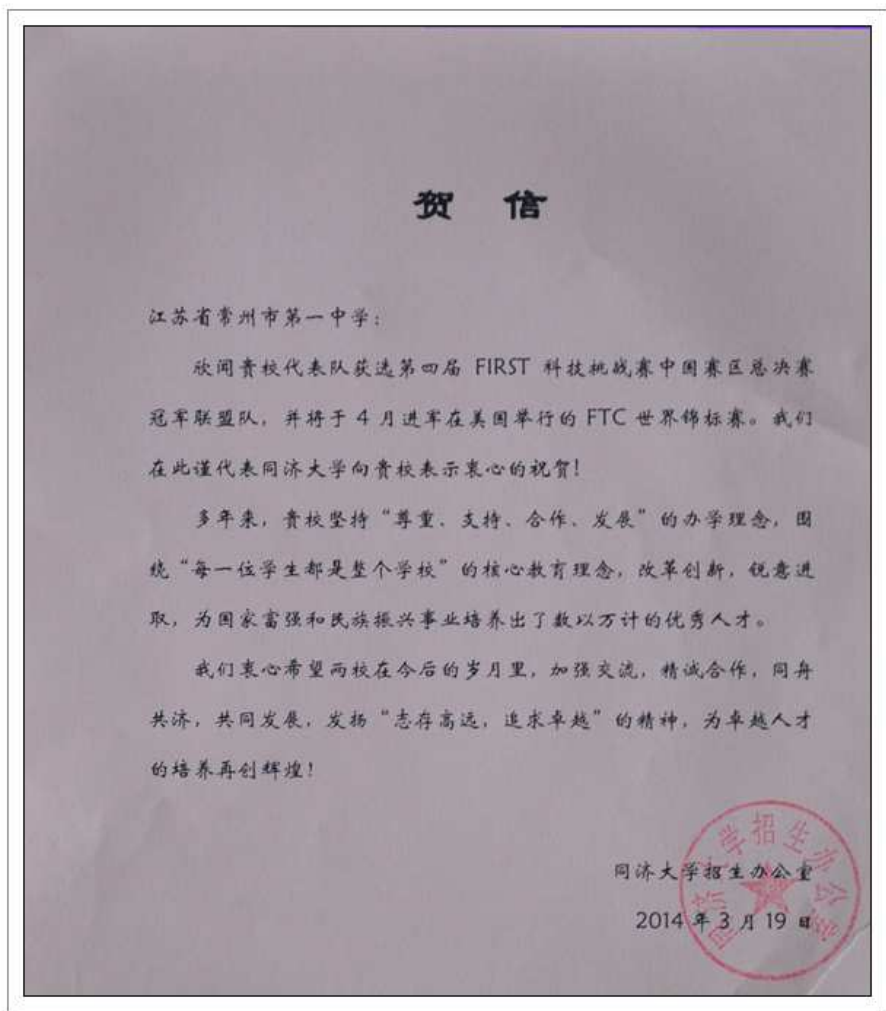 贺 信
江苏省常州市第一中学：
欣闻贵校代表队获选第四届 FIRST 科技挑战赛中国赛区总决赛
冠军联盟队，并将于 4 月进军在美国举行的 FTC 世界锦标赛。我们
在此谨代表同济大学向贵校表示衷心的祝贺！
多年来，贵校坚持“尊重、支持、合作、发展”的办学理念，围
绕“每一位学生都是整个学校”的核心教育理念，改革创新，锐意进
取，为国家富强和民族振兴事业培养出了数以万计的优秀人才。
我们衷心希望两校在今后的岁月里，加强交流，精诚合作，同舟
共济，共同发展，发扬“志存高远，追求卓越”的精神，为卓越人才
的培养再创辉煌！
同济大学招生办公室
2014 年 3 月 19 日
同济大学招生办公室